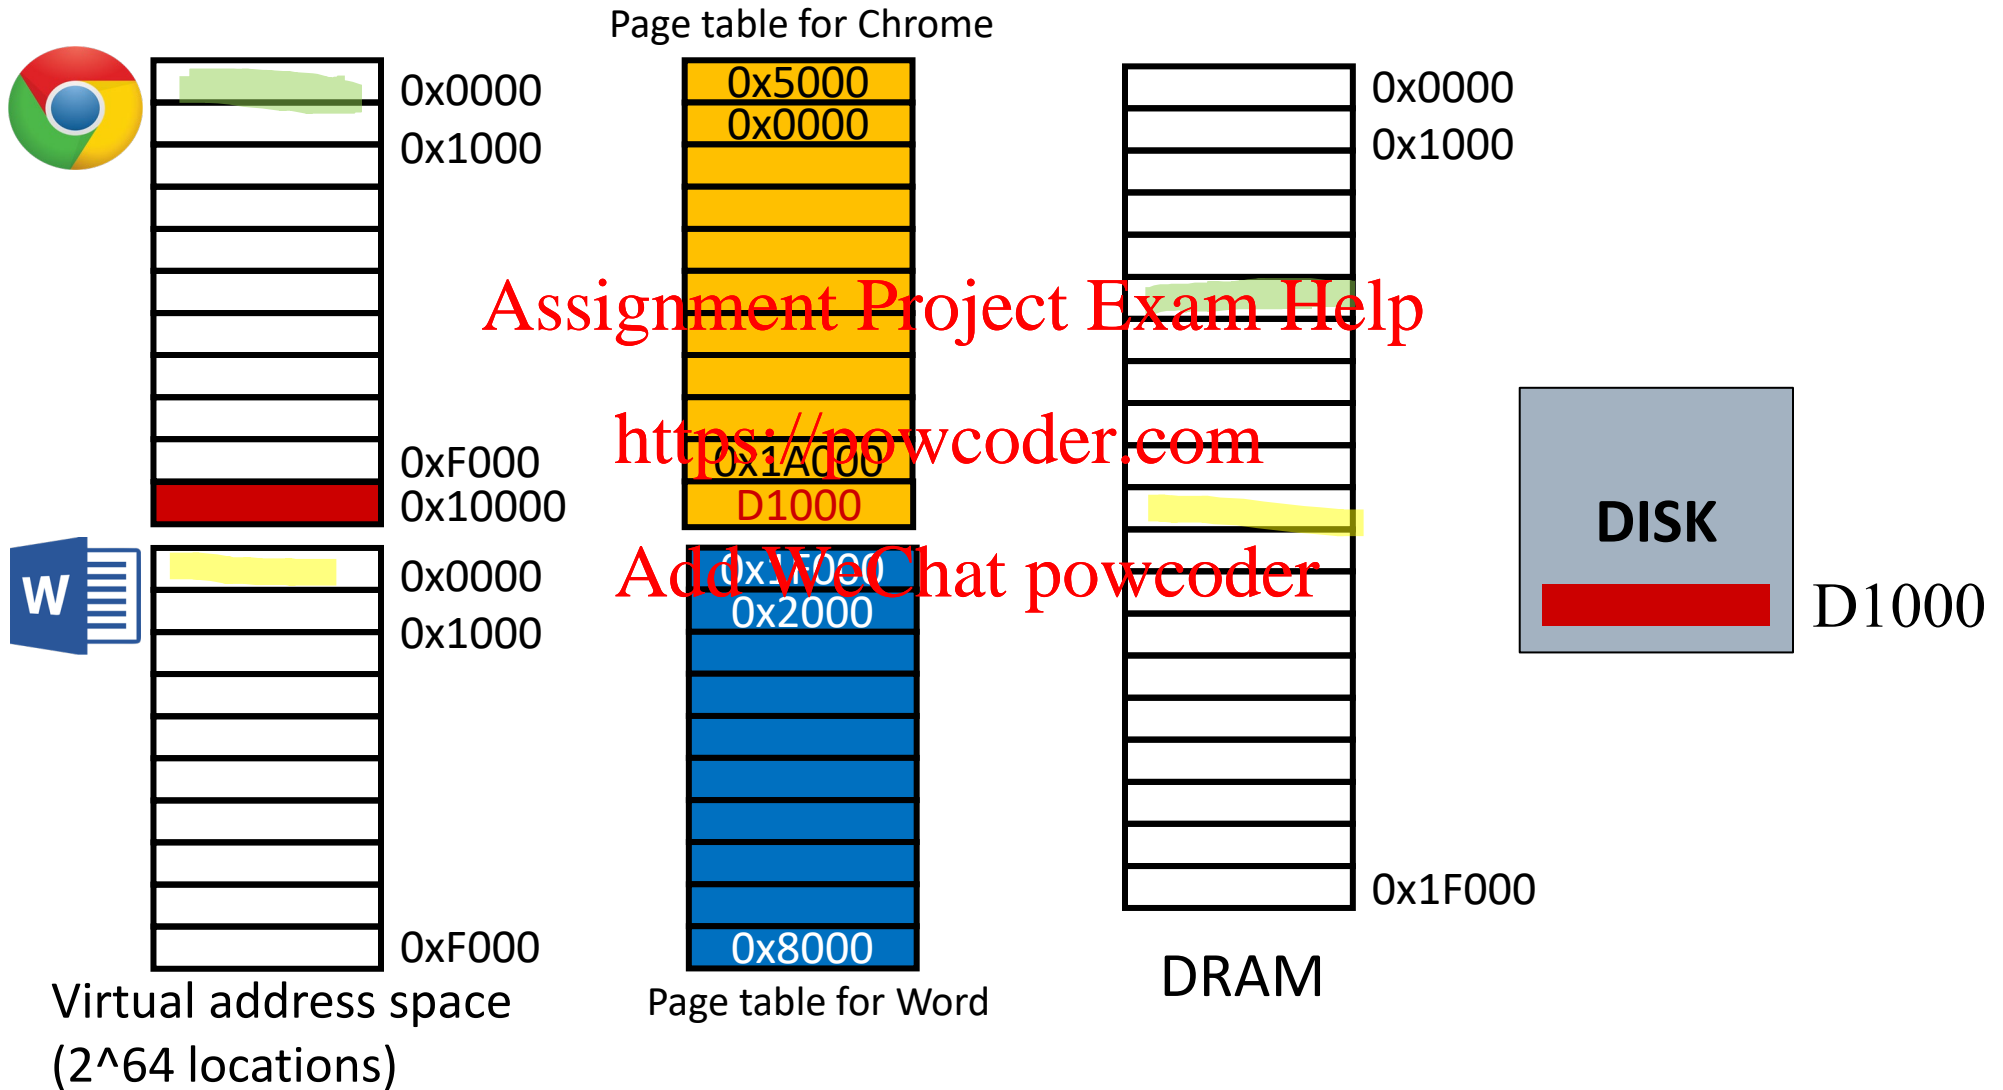 Page table for Chrome
0x0000
0x1000
0xF000
0x10000
0x5000
0x0000
0x1A000
D1000
0x0000
0x1000
0x1F000
DRAM
DISK
D1000
W
0x0000
0x1000
0xF000
0x1F000
0x2000
0x8000
Virtual address space
(2^64 locations)
Page table for Word
Assignment Project Exam Help
https://powcoder.com
Add WeChat powcoder